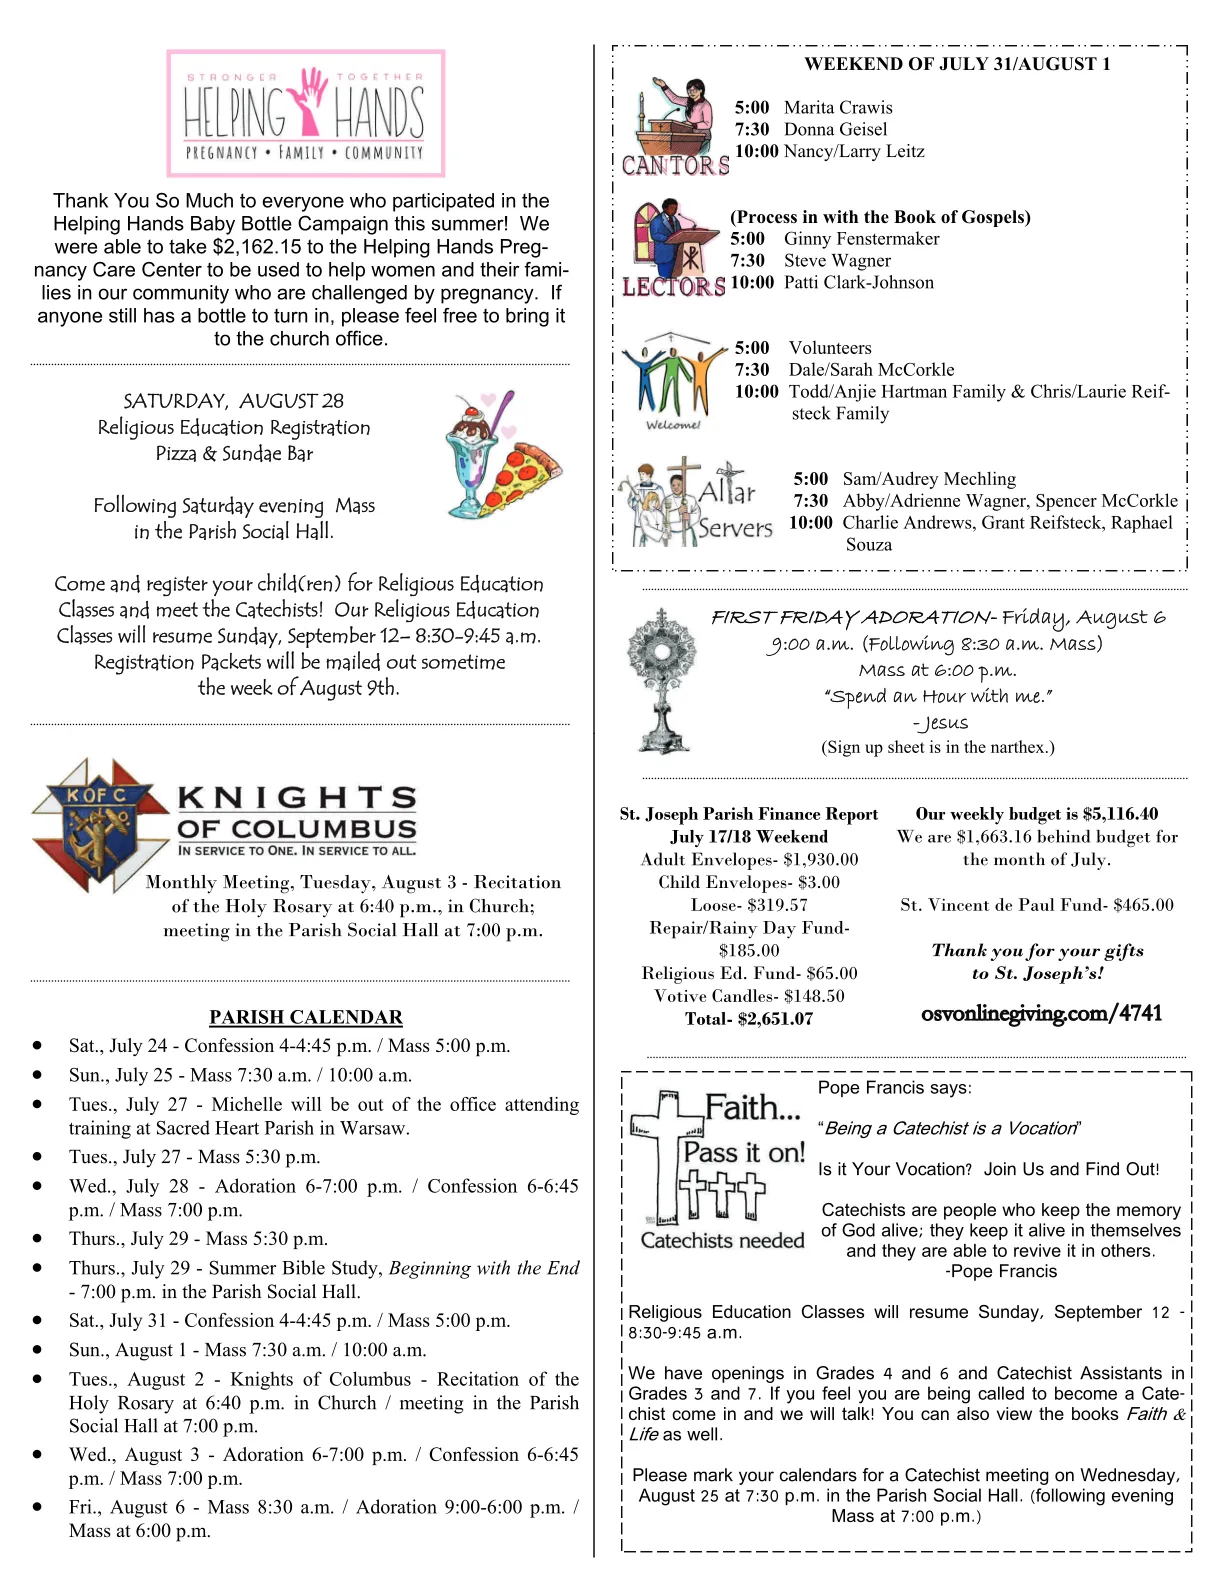 STRONGER TOGETHER
HELPING HANDS
PREGNANCY • FAMILY • COMMUNITY
Thank You So Much to everyone who participated in the
Helping Hands Baby Bottle Campaign this summer!  We
were able to take $2,162.15 to the Helping Hands Preg-
nancy Care Center to be used to help women and their fami-
lies in our community who are challenged by pregnancy.  If
anyone still has a bottle to turn in, please feel free to bring it
to the church office.
SATURDAY,  AUGUST 28
Religious Education Registration
Pizza & Sundae Bar
Following Saturday evening  Mass
in the Parish Social Hall.
Come and register your child(ren) for Religious Education
Classes and meet the Catechists!  Our Religious Education
Classes will resume Sunday, September 12– 8:30-9:45 a.m.
Registration Packets will be mailed out sometime
the week of August 9th.
K OF C
KNIGHTS
OF COLUMBUS
IN SERVICE TO ONE. IN SERVICE TO ALL.
Monthly Meeting, Tuesday, August 3 - Recitation
of the Holy Rosary at 6:40 p.m., in Church;
meeting in the Parish Social Hall at 7:00 p.m.
PARISH CALENDAR
• Sat., July 24 - Confession 4-4:45 p.m. / Mass 5:00 p.m.
• Sun., July 25 - Mass 7:30 a.m. / 10:00 a.m.
• Tues., July 27 - Michelle will be out of the office attending
training at Sacred Heart Parish in Warsaw.
• Tues., July 27 - Mass 5:30 p.m.
• Wed., July 28 - Adoration 6-7:00 p.m. / Confession 6-6:45
p.m. / Mass 7:00 p.m.
• Thurs., July 29 - Mass 5:30 p.m.
• Thurs., July 29 - Summer Bible Study, Beginning with the End
- 7:00 p.m. in the Parish Social Hall.
• Sat., July 31 - Confession 4-4:45 p.m. / Mass 5:00 p.m.
• Sun., August 1 - Mass 7:30 a.m. / 10:00 a.m.
• Tues., August 2 - Knights of Columbus - Recitation of the
Holy Rosary at 6:40 p.m. in Church / meeting in the Parish
Social Hall at 7:00 p.m.
• Wed., August 3 - Adoration 6-7:00 p.m. / Confession 6-6:45
p.m. / Mass 7:00 p.m.
• Fri., August 6 - Mass 8:30 a.m. / Adoration 9:00-6:00 p.m. /
Mass at 6:00 p.m.
WEEKEND OF JULY 31/AUGUST 1
CANTORS
5:00 Marita Crawis
7:30 Donna Geisel
10:00 Nancy/Larry Leitz
LECTORS
(Process in with the Book of Gospels)
5:00 Ginny Fenstermaker
7:30 Steve Wagner
10:00 Patti Clark-Johnson
Welcome!
5:00 Volunteers
7:30 Dale/Sarah McCorkle
10:00 Todd/Anjie Hartman Family & Chris/Laurie Reif-
steck Family
Altar
Servers
5:00 Sam/Audrey Mechling
7:30 Abby/Adrienne Wagner, Spencer McCorkle
10:00 Charlie Andrews, Grant Reifsteck, Raphael
Souza
FIRST FRIDAY ADORATION- Friday, August 6
9:00 a.m. (Following 8:30 a.m. Mass)
Mass at 6:00 p.m.
“Spend an Hour with me.”
- Jesus
(Sign up sheet is in the narthex.)
St. Joseph Parish Finance Report
July 17/18 Weekend
Adult Envelopes- $1,930.00
Child Envelopes- $3.00
Loose- $319.57
Repair/Rainy Day Fund-
$185.00
Religious Ed. Fund- $65.00
Votive Candles- $148.50
Total- $2,651.07
Our weekly budget is $5,116.40
We are $1,663.16 behind budget for
the month of July.
St. Vincent de Paul Fund- $465.00
Thank you for your gifts
to St. Joseph’s!
osvonlinegiving.com/4741
Faith...
Pass it on!
Catechists needed
Pope Francis says:
“Being a Catechist is a Vocation”
Is it Your Vocation?  Join Us and Find Out!
Catechists are people who keep the memory
of God alive; they keep it alive in themselves
and they are able to revive it in others.
-Pope Francis
Religious Education Classes will resume Sunday, September 12 -
8:30-9:45 a.m.
We have openings in Grades 4 and 6 and Catechist Assistants in
Grades 3 and 7. If you feel you are being called to become a Cate-
chist come in and we will talk! You can also view the books Faith &
Life as well.
Please mark your calendars for a Catechist meeting on Wednesday,
August 25 at 7:30 p.m. in the Parish Social Hall. (following evening
Mass at 7:00 p.m.)